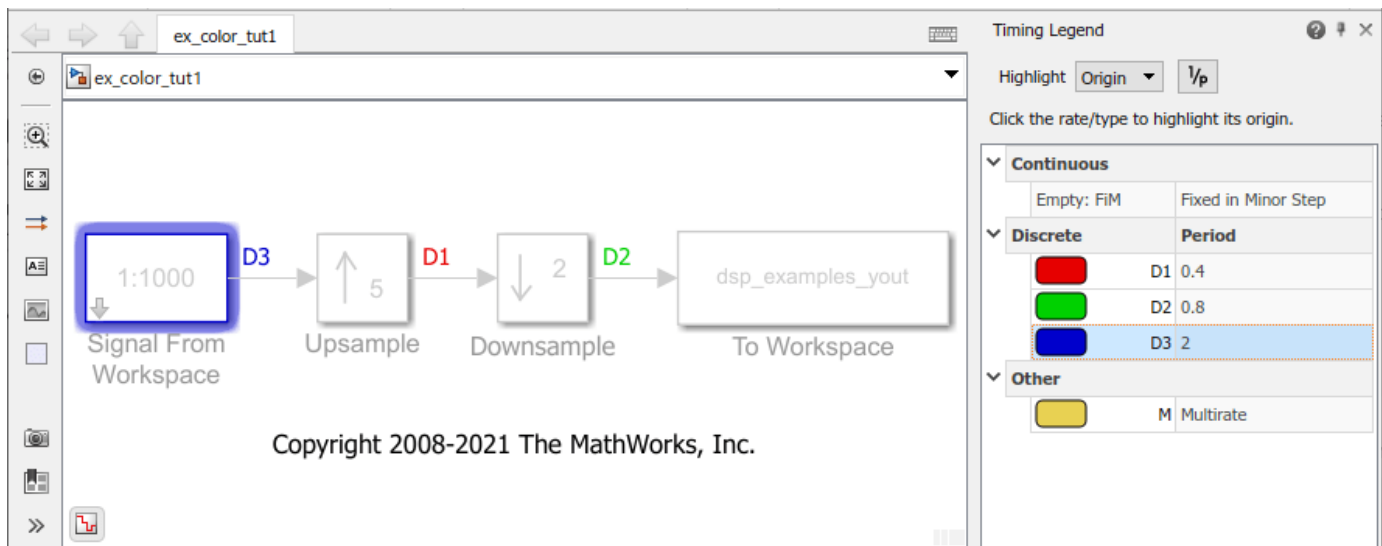 ex_color_tut1
Timing Legend
ex_color_tut1
Highlight Origin 1/p
Click the rate/type to highlight its origin.
Continuous
Empty: FiM Fixed in Minor Step
Discrete Period
D1 0.4
D2 0.8
D3 2
Other
M Multirate
D3 D1 D2
1:1000 5 2 dsp_examples_yout
Signal From
Workspace
Upsample
Downsample
To Workspace
Copyright 2008-2021 The MathWorks, Inc.